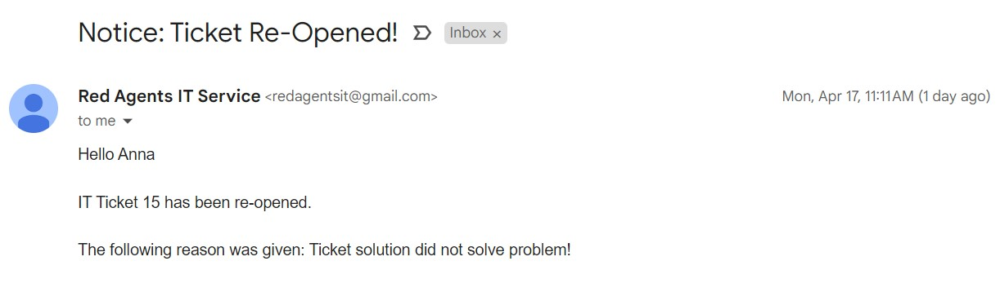 Notice: Ticket Re-Opened! Inbox ×
Red Agents IT Service <redagentsit@gmail.com> Mon, Apr 17, 11:11 AM (1 day ago)
to me
Hello Anna
IT Ticket 15 has been re-opened.
The following reason was given: Ticket solution did not solve problem!